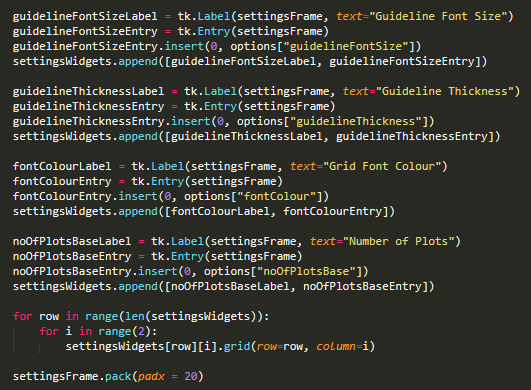 guidelineFontSizeLabel = tk.Label(settingsFrame, text="Guideline Font Size")
guidelineFontSizeEntry = tk.Entry(settingsFrame)
guidelineFontSizeEntry.insert(0, options["guidelineFontSize"])
settingsWidgets.append([guidelineFontSizeLabel, guidelineFontSizeEntry])

guidelineThicknessLabel = tk.Label(settingsFrame, text="Guideline Thickness")
guidelineThicknessEntry = tk.Entry(settingsFrame)
guidelineThicknessEntry.insert(0, options["guidelineThickness"])
settingsWidgets.append([guidelineThicknessLabel, guidelineThicknessEntry])

fontColourLabel = tk.Label(settingsFrame, text="Grid Font Colour")
fontColourEntry = tk.Entry(settingsFrame)
fontColourEntry.insert(0, options["fontColour"])
settingsWidgets.append([fontColourLabel, fontColourEntry])

noOfPlotsBaseLabel = tk.Label(settingsFrame, text="Number of Plots")
noOfPlotsBaseEntry = tk.Entry(settingsFrame)
noOfPlotsBaseEntry.insert(0, options["noOfPlotsBase"])
settingsWidgets.append([noOfPlotsBaseLabel, noOfPlotsBaseEntry])

for row in range(len(settingsWidgets)):
    for i in range(2):
        settingsWidgets[row][i].grid(row=row, column=i)

settingsFrame.pack(padx = 20)